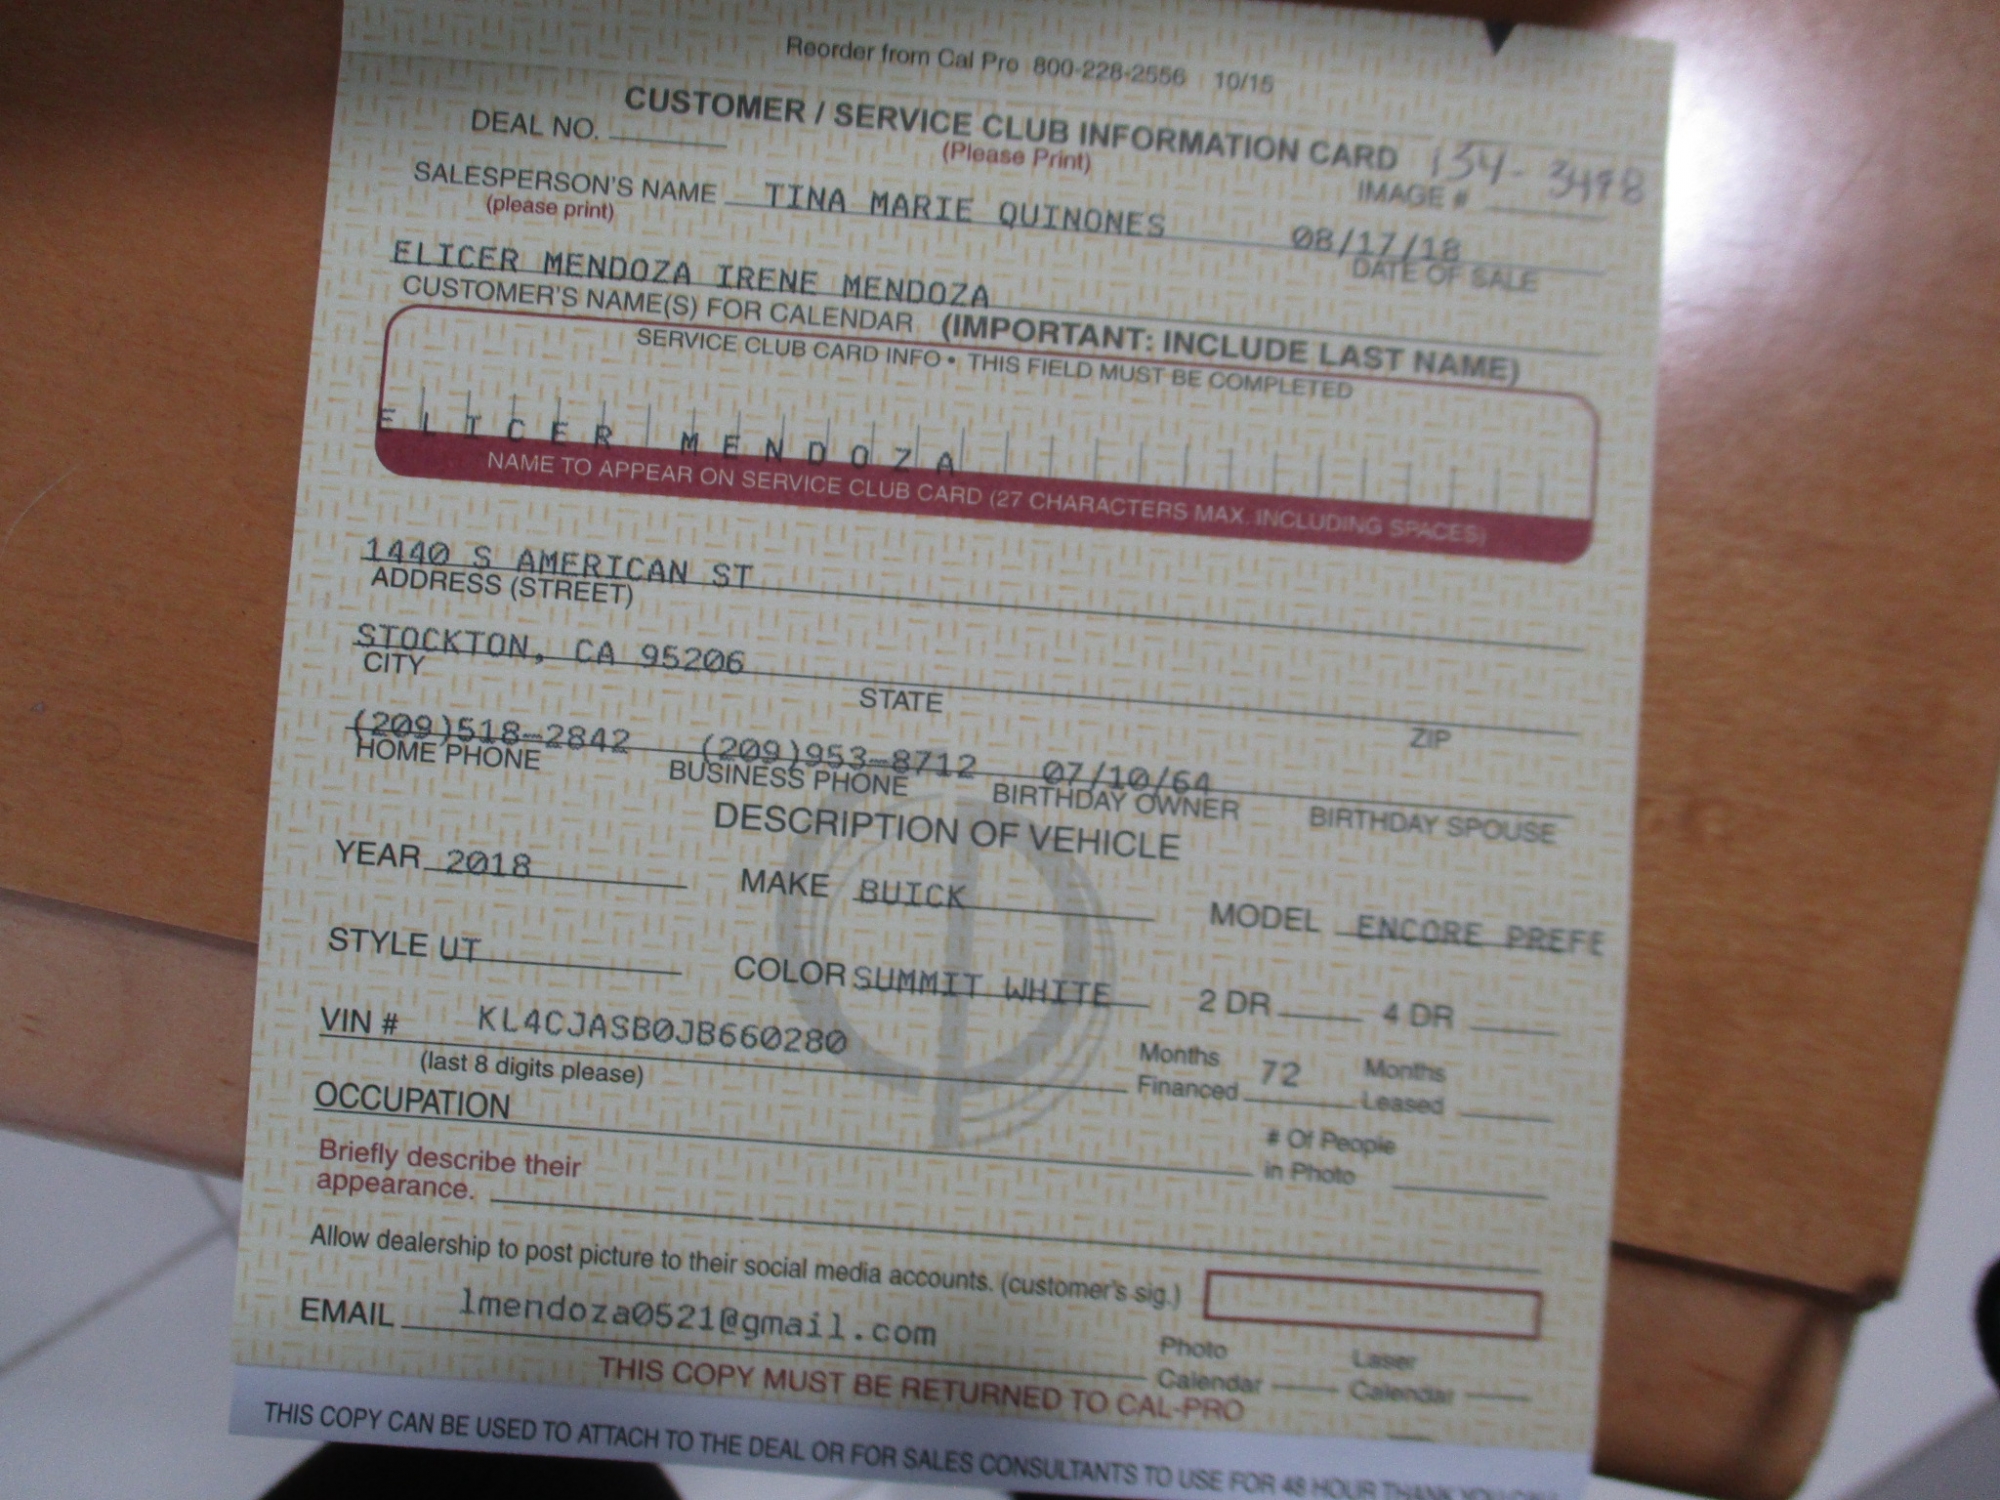 Reorder from Cal Pro 800-228-2556 10/15
CUSTOMER / SERVICE CLUB INFORMATION CARD
(Please Print)
DEAL NO.
134-3498
IMAGE #
SALESPERSON'S NAME TINA MARIE QUINONES
(please print)
08/17/18
DATE OF SALE
ELICER MENDOZA IRENE MENDOZA
CUSTOMER'S NAME(S) FOR CALENDAR (IMPORTANT: INCLUDE LAST NAME)
SERVICE CLUB CARD INFO • THIS FIELD MUST BE COMPLETED
ELICER MENDOZA
NAME TO APPEAR ON SERVICE CLUB CARD (27 CHARACTERS MAX. INCLUDING SPACES)
1440 S AMERICAN ST
ADDRESS (STREET)
STOCKTON, CA 95206
CITY STATE ZIP
(209)518-2842 (209)953-8712 07/10/64
HOME PHONE BUSINESS PHONE BIRTHDAY OWNER BIRTHDAY SPOUSE
DESCRIPTION OF VEHICLE
YEAR 2018 MAKE BUICK MODEL ENCORE PREFE
STYLE UT COLOR SUMMIT WHITE 2 DR 4 DR
VIN # KL4CJASB0JB660280
(last 8 digits please)
Months Financed 72 Months Leased
OCCUPATION
# Of People in Photo
Briefly describe their
appearance.
Allow dealership to post picture to their social media accounts. (customer's sig.)
EMAIL lmendoza0521@gmail.com
Photo Calendar Laser Calendar
THIS COPY MUST BE RETURNED TO CAL-PRO
THIS COPY CAN BE USED TO ATTACH TO THE DEAL OR FOR SALES CONSULTANTS TO USE FOR 48 HOUR THANK YOU